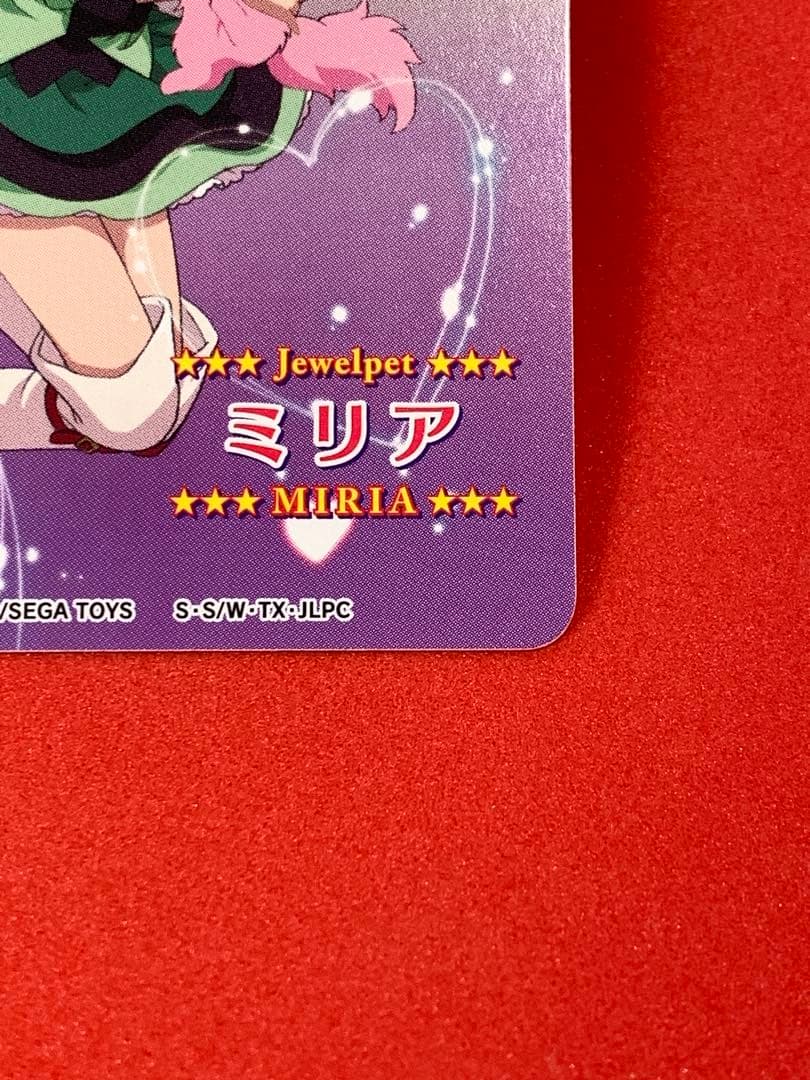 ★★★ Jewelpet ★★★
ミリア
★★★ MIRIA ★★★
/SEGA TOYS S・S/W・TX・JLPC